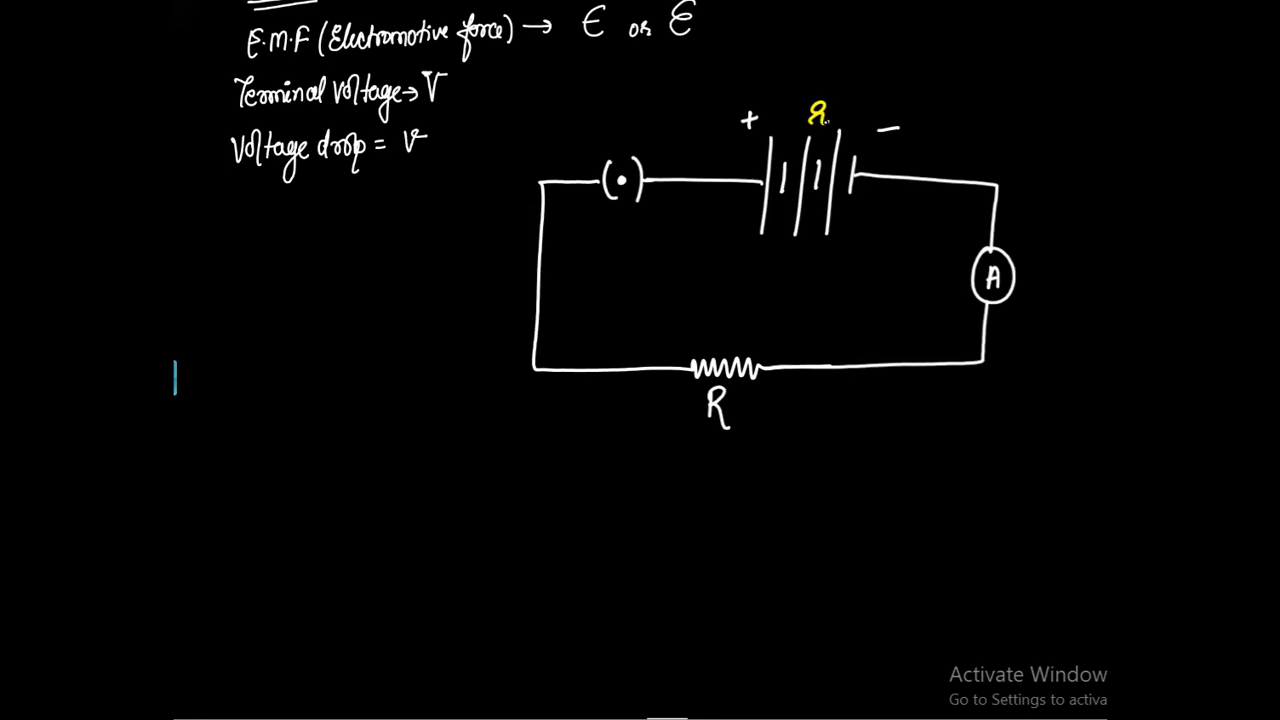 E.M.F (Electromotive force) → ϵ or ℰ
Terminal Voltage → V
Voltage drop = v
+ r −
(•)
A
R
Activate Window
Go to Settings to activa